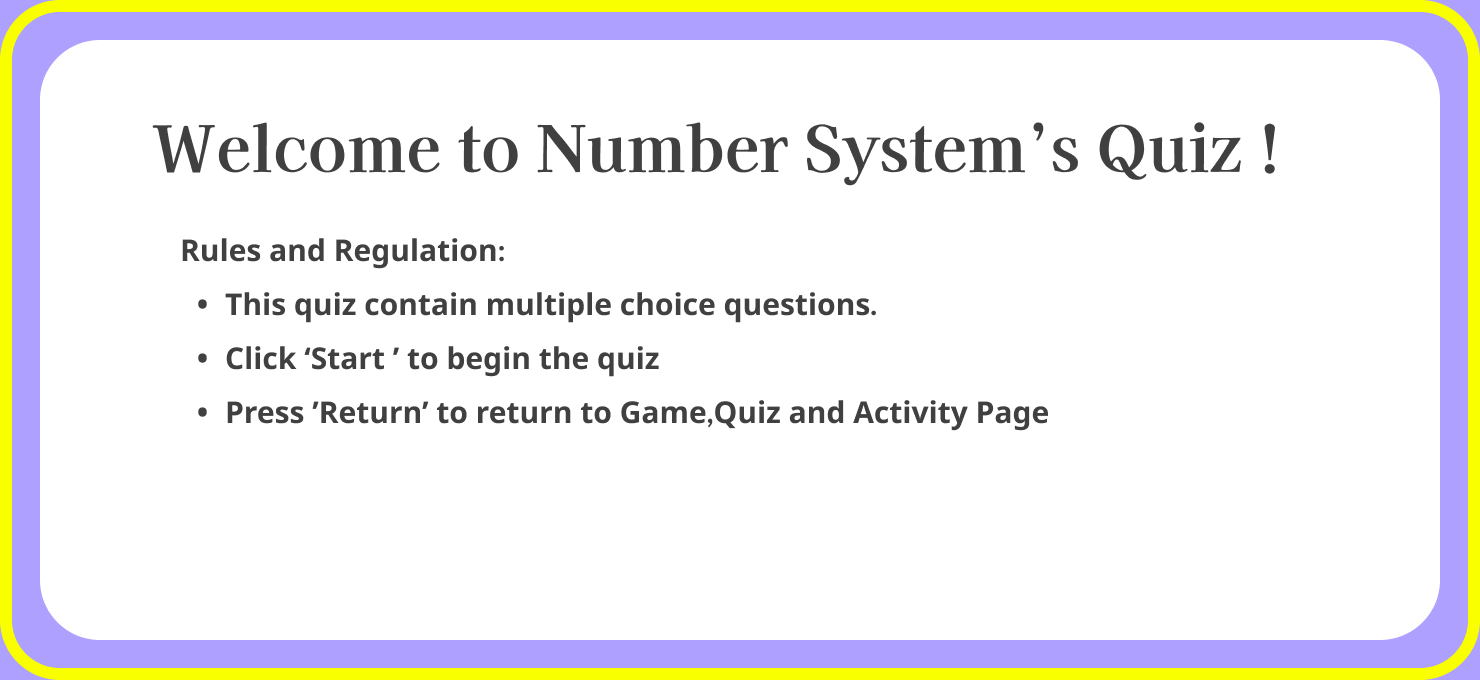 Welcome to Number System’s Quiz !
Rules and Regulation:
• This quiz contain multiple choice questions.
• Click ‘Start ’ to begin the quiz
• Press ’Return’ to return to Game,Quiz and Activity Page